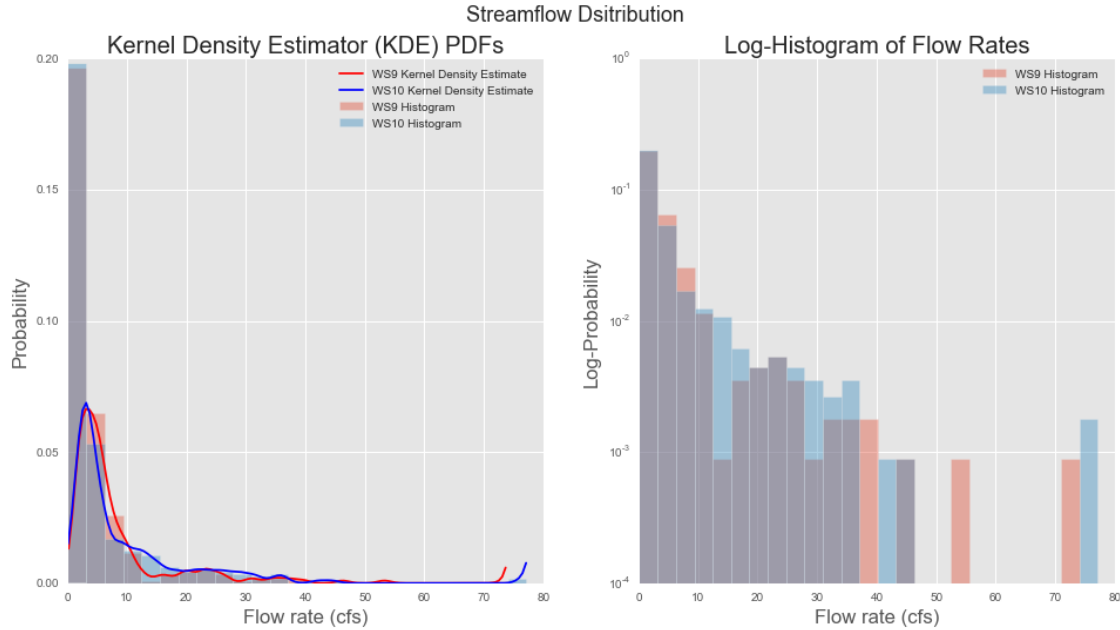 Streamflow Dsitribution
Kernel Density Estimator (KDE) PDFs
0.20
0.15
0.10
0.05
0.00
Probability
WS9 Kernel Density Estimate
WS10 Kernel Density Estimate
WS9 Histogram
WS10 Histogram
0 10 20 30 40 50 60 70 80
Flow rate (cfs)
Log-Histogram of Flow Rates
10^0
10^-1
10^-2
10^-3
10^-4
Log-Probability
WS9 Histogram
WS10 Histogram
0 10 20 30 40 50 60 70 80
Flow rate (cfs)